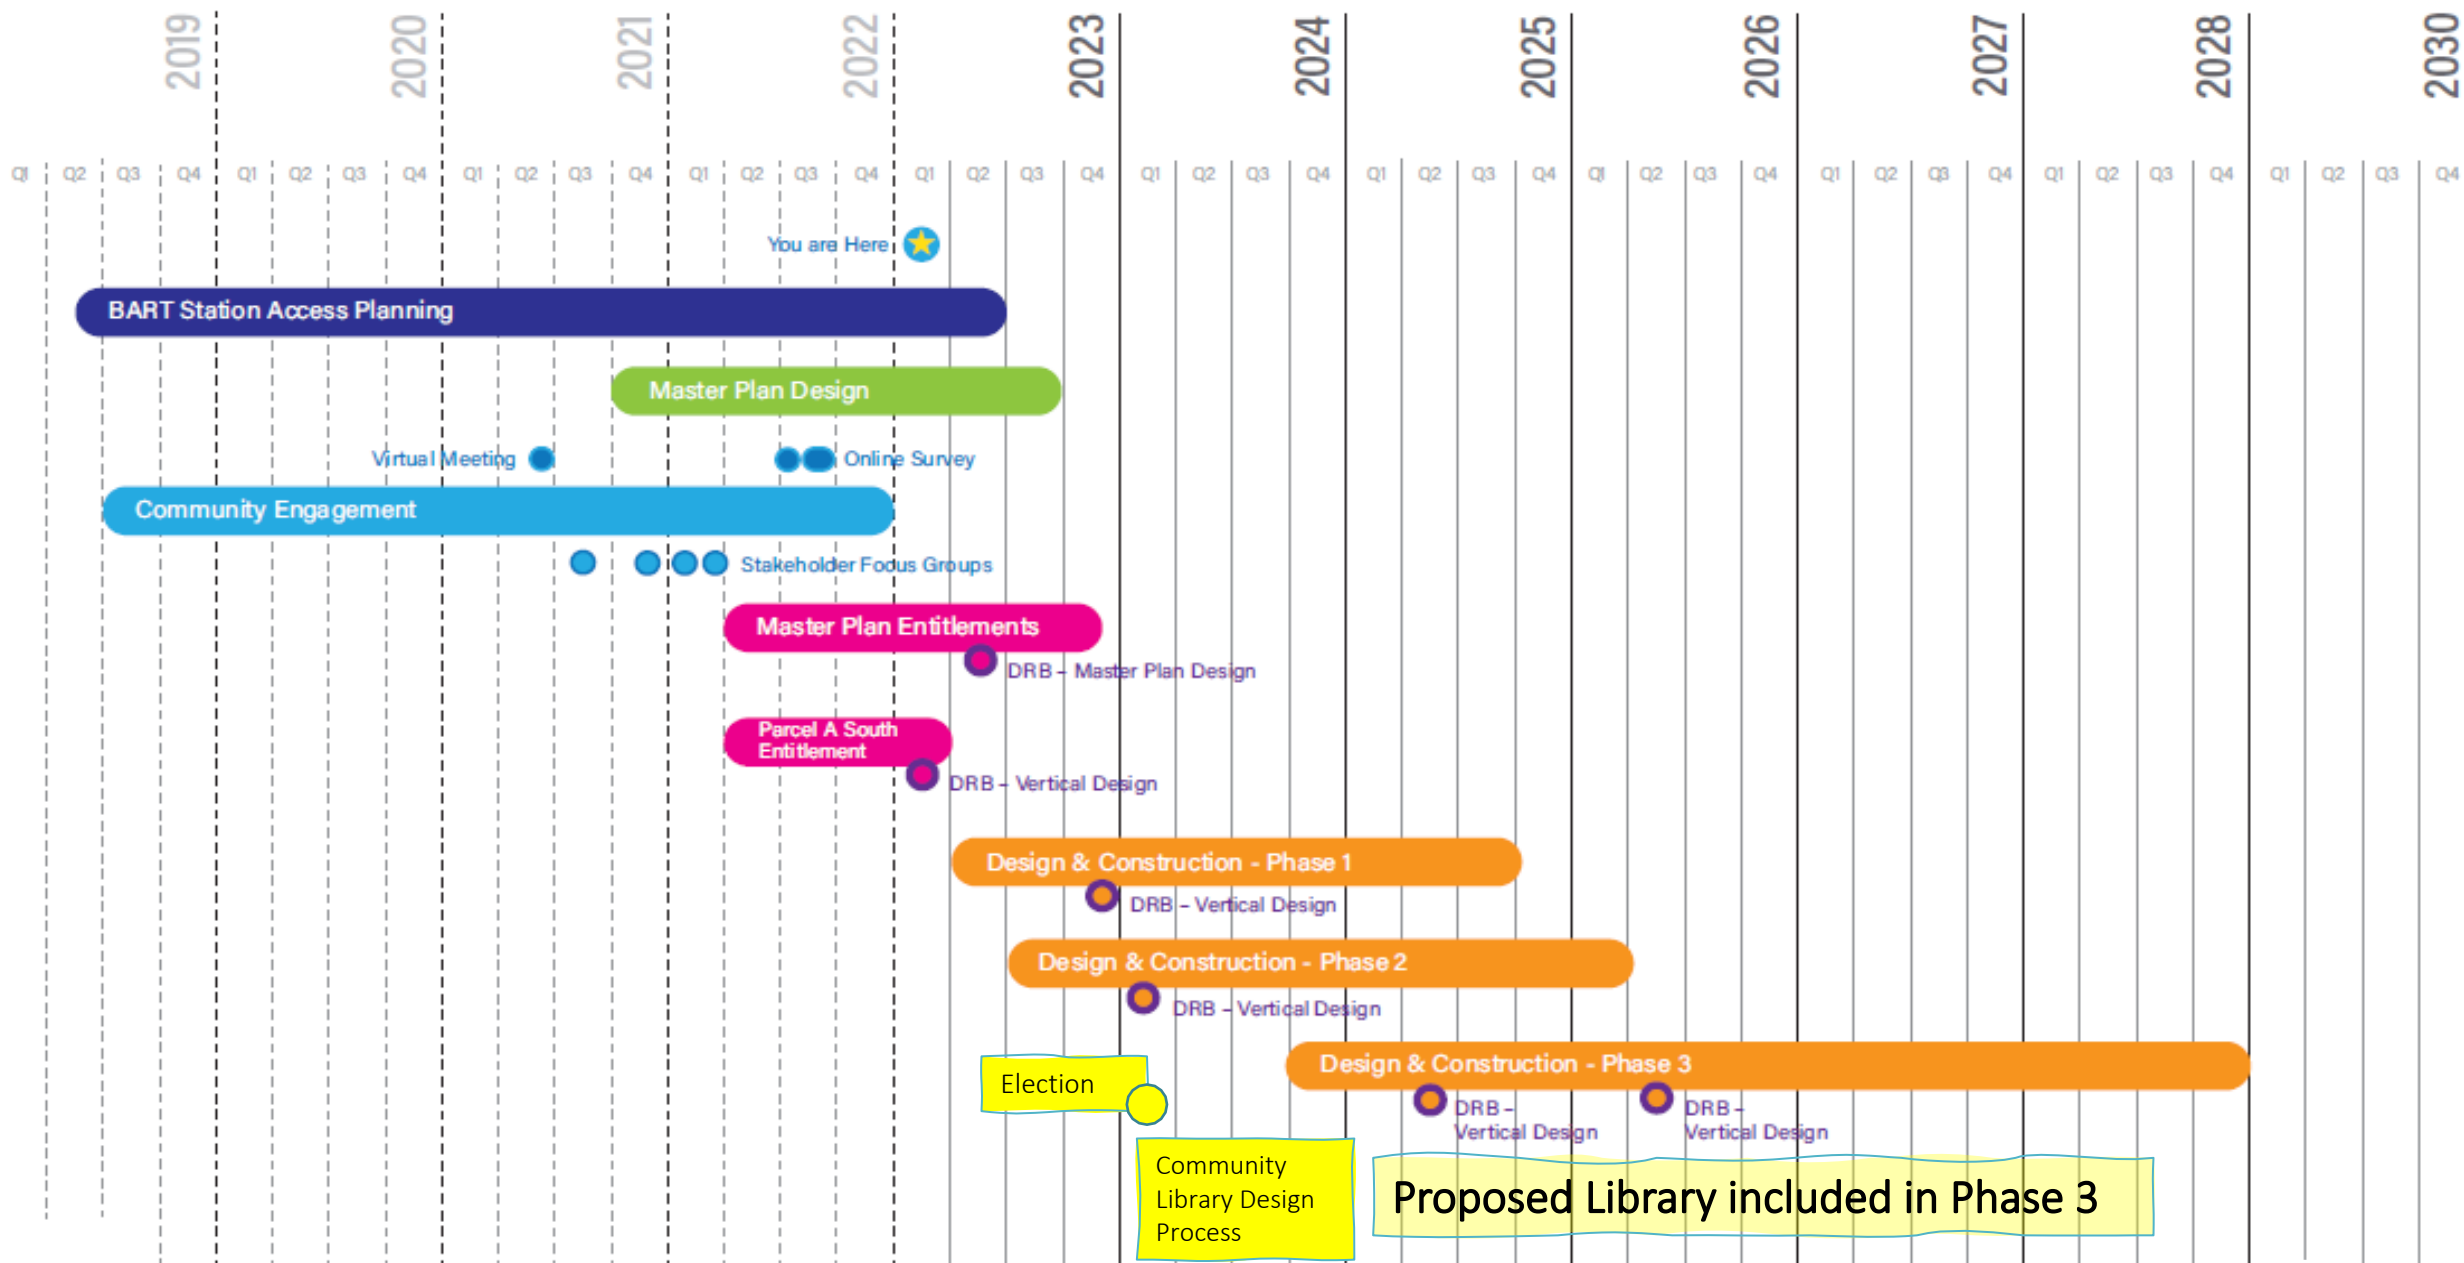 2019 2020 2021 2022 2023 2024 2025 2026 2027 2028 2030
Q1 Q2 Q3 Q4 Q1 Q2 Q3 Q4 Q1 Q2 Q3 Q4 Q1 Q2 Q3 Q4 Q1 Q2 Q3 Q4 Q1 Q2 Q3 Q4 Q1 Q2 Q3 Q4 Q1 Q2 Q3 Q4 Q1 Q2 Q3 Q4 Q1 Q2 Q3 Q4 Q1 Q2 Q3 Q4
You are Here
BART Station Access Planning
Master Plan Design
Virtual Meeting
Online Survey
Community Engagement
Stakeholder Focus Groups
Master Plan Entitlements
DRB – Master Plan Design
Parcel A South
Entitlement
DRB – Vertical Design
Design & Construction - Phase 1
DRB – Vertical Design
Design & Construction - Phase 2
DRB – Vertical Design
Design & Construction - Phase 3
Election
DRB –
Vertical Design
DRB –
Vertical Design
Community
Library Design
Process
Proposed Library included in Phase 3